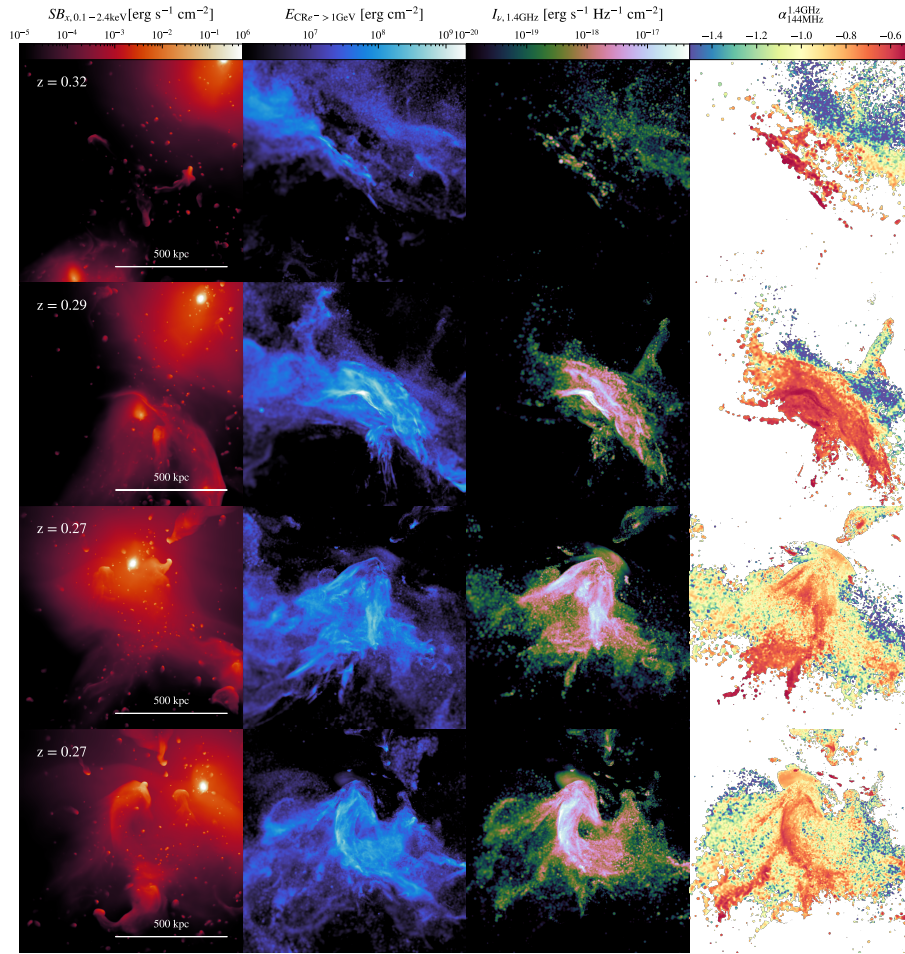 SB_{x, 0.1−2.4keV} [erg s^{−1} cm^{−2}]
E_{CRe^{−} > 1GeV} [erg cm^{−2}]
I_{ν, 1.4GHz} [erg s^{−1} Hz^{−1} cm^{−2}]
α^{1.4GHz}_{144MHz}
10^{−5} 10^{−4} 10^{−3} 10^{−2} 10^{−1} 10^{6} 10^{7} 10^{8} 10^{9} 10^{−20} 10^{−19} 10^{−18} 10^{−17} −1.4 −1.2 −1.0 −0.8 −0.6
z = 0.32
500 kpc
z = 0.29
500 kpc
z = 0.27
500 kpc
z = 0.27
500 kpc